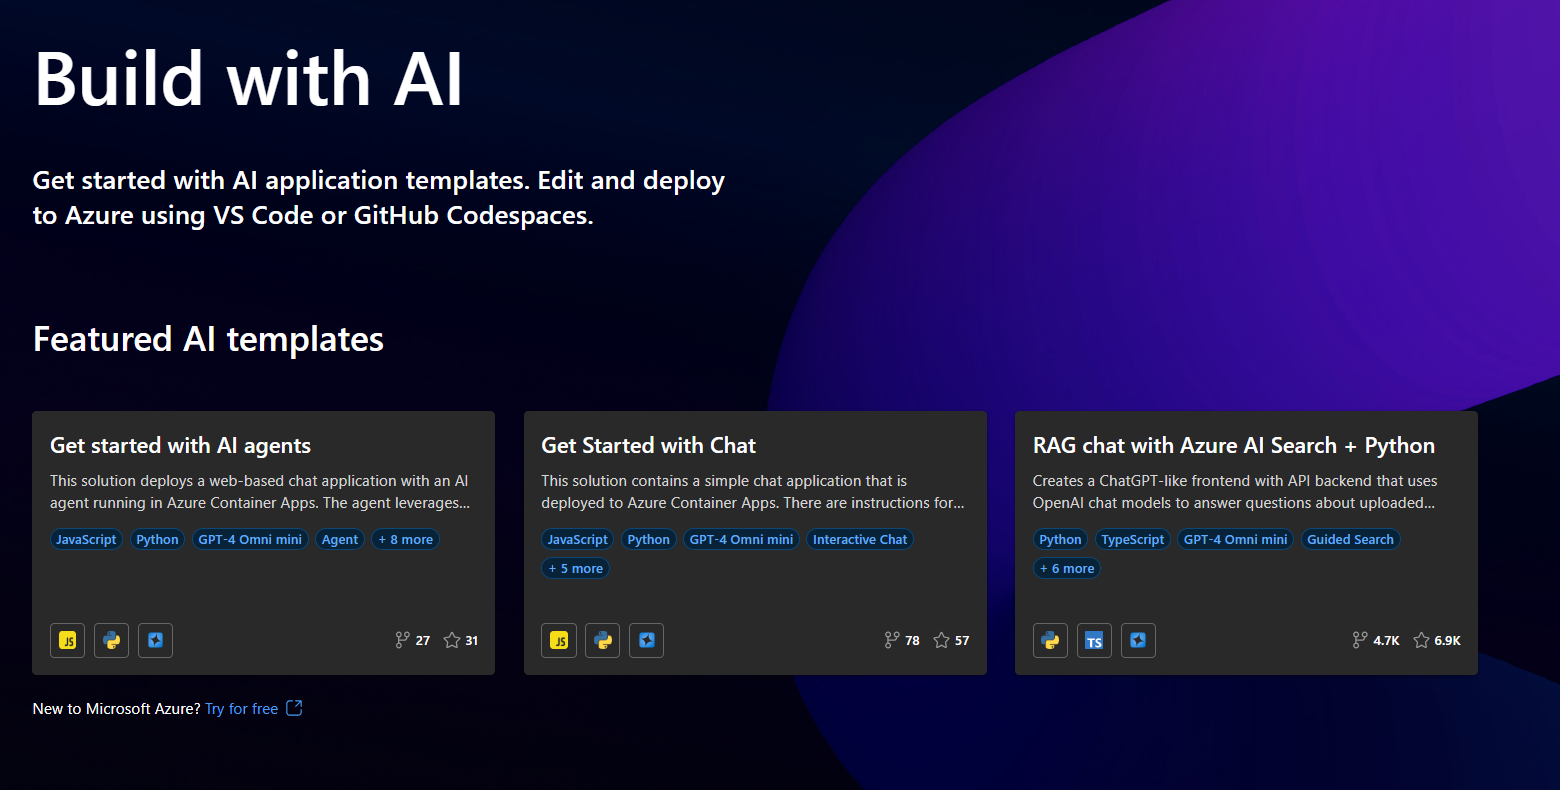 Build with AI
Get started with AI application templates. Edit and deploy
to Azure using VS Code or GitHub Codespaces.
Featured AI templates
Get started with AI agents
This solution deploys a web-based chat application with an AI
agent running in Azure Container Apps. The agent leverages...
JavaScript Python GPT-4 Omni mini Agent + 8 more
JS 27 31
Get Started with Chat
This solution contains a simple chat application that is
deployed to Azure Container Apps. There are instructions for...
JavaScript Python GPT-4 Omni mini Interactive Chat
+ 5 more
JS 78 57
RAG chat with Azure AI Search + Python
Creates a ChatGPT-like frontend with API backend that uses
OpenAI chat models to answer questions about uploaded...
Python TypeScript GPT-4 Omni mini Guided Search
+ 6 more
TS 4.7K 6.9K
New to Microsoft Azure? Try for free